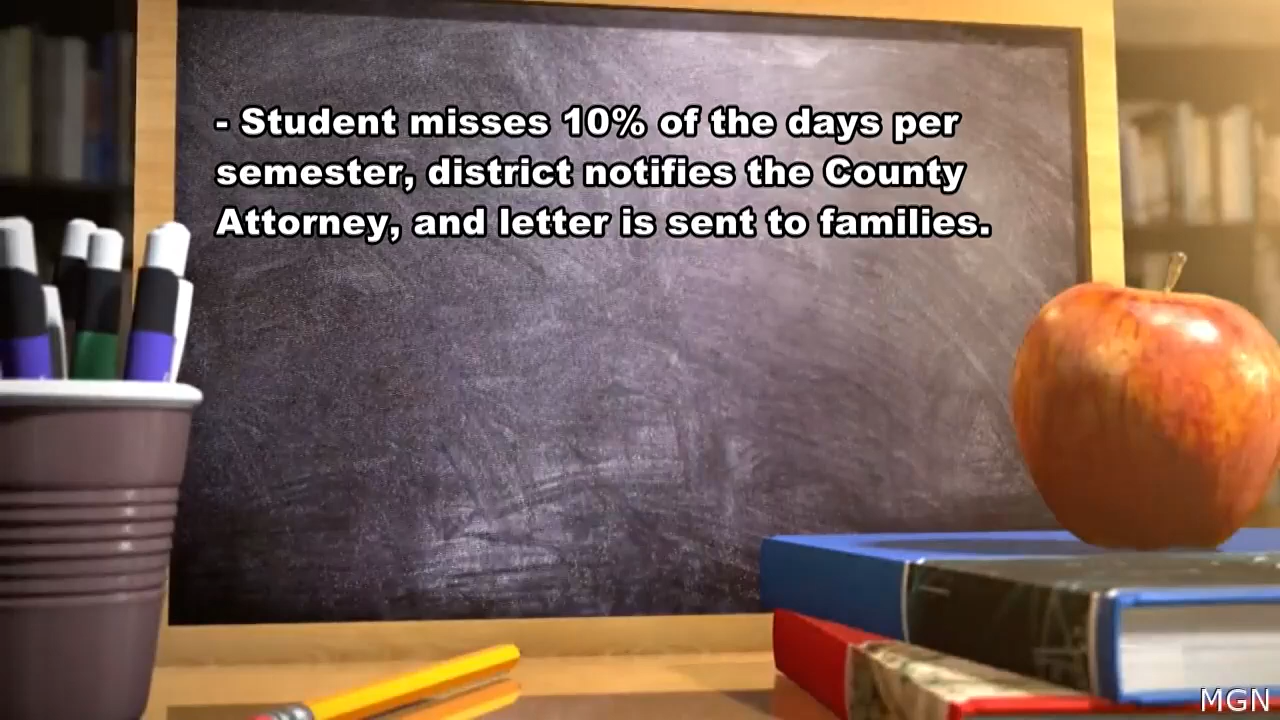 - Student misses 10% of the days per
semester, district notifies the County
Attorney, and letter is sent to families.
MGN